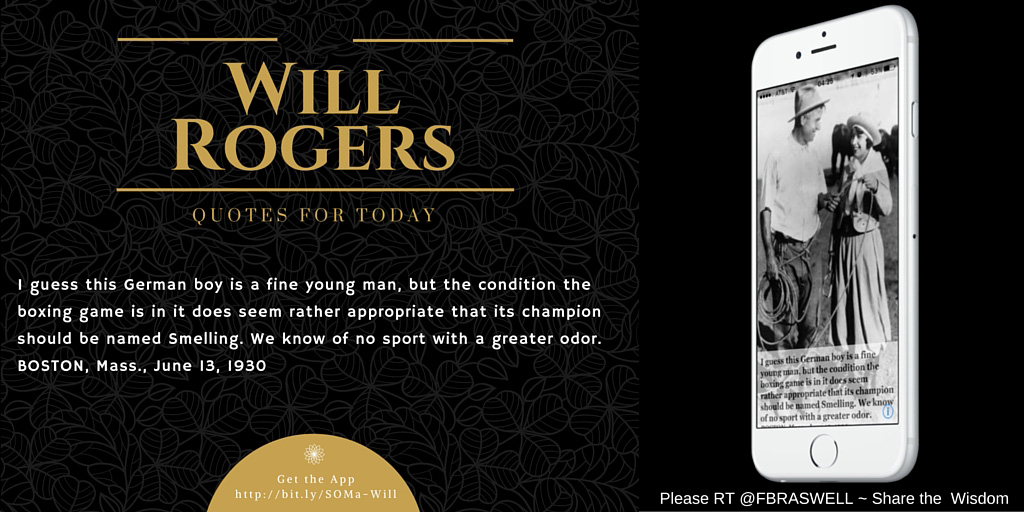 WILL
ROGERS
QUOTES FOR TODAY
I guess this German boy is a fine young man, but the condition the
boxing game is in it does seem rather appropriate that its champion
should be named Smelling. We know of no sport with a greater odor.
BOSTON, Mass., June 13, 1930
Get the App
http://bit.ly/SOMa-Will
AT&T 04:20 53%
I guess this German boy is a fine
young man, but the condition the
boxing game is in it does seem
rather appropriate that its champion
should be named Smelling. We know
of no sport with a greater odor.
Please RT @FBRASWELL ~ Share the Wisdom